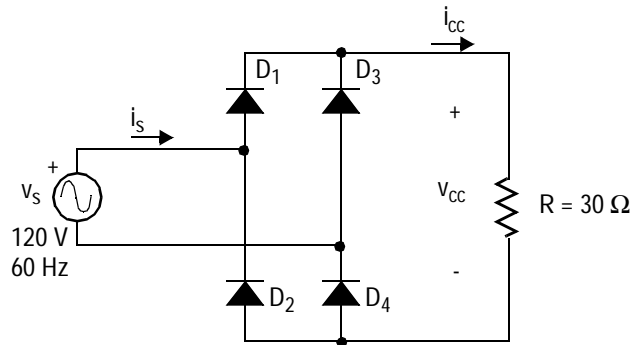 i_cc
D_1
D_3
i_s
+
+
v_s
v_cc
R = 30 Ω
120 V
60 Hz
-
D_2
D_4